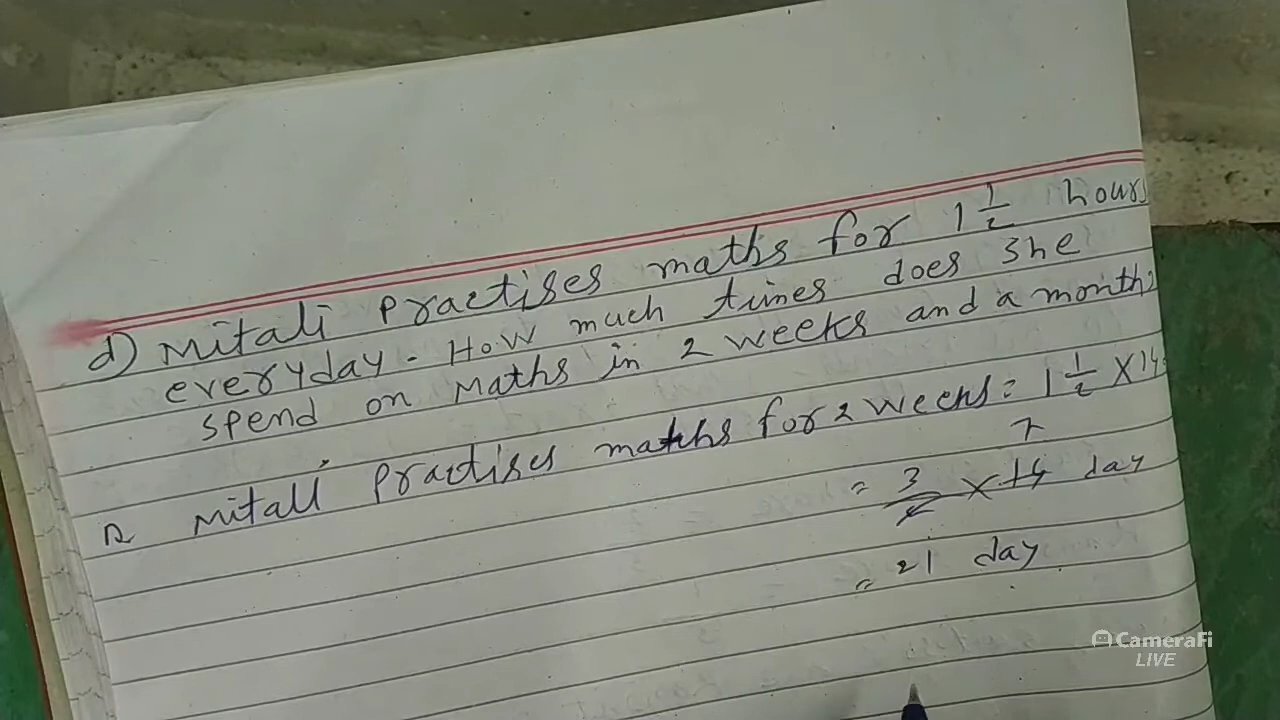 d) Mitali Practises maths for 1 1/2 hours
everyday. How much times does she
spend on Maths in 2 weeks and a month?
Mitali Practises maths for 2 weeks = 1 1/2 X 14
7
= 3/2 X 14 day
= 21 day
CameraFi
LIVE